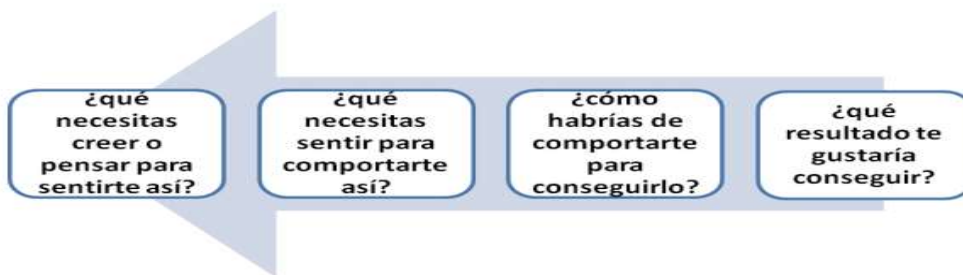 ¿qué
necesitas
creer o
pensar para
sentirte así?
¿qué
necesitas
sentir para
comportarte
así?
¿cómo
habrías de
comportarte
para
conseguirlo?
¿qué
resultado te
gustaría
conseguir?